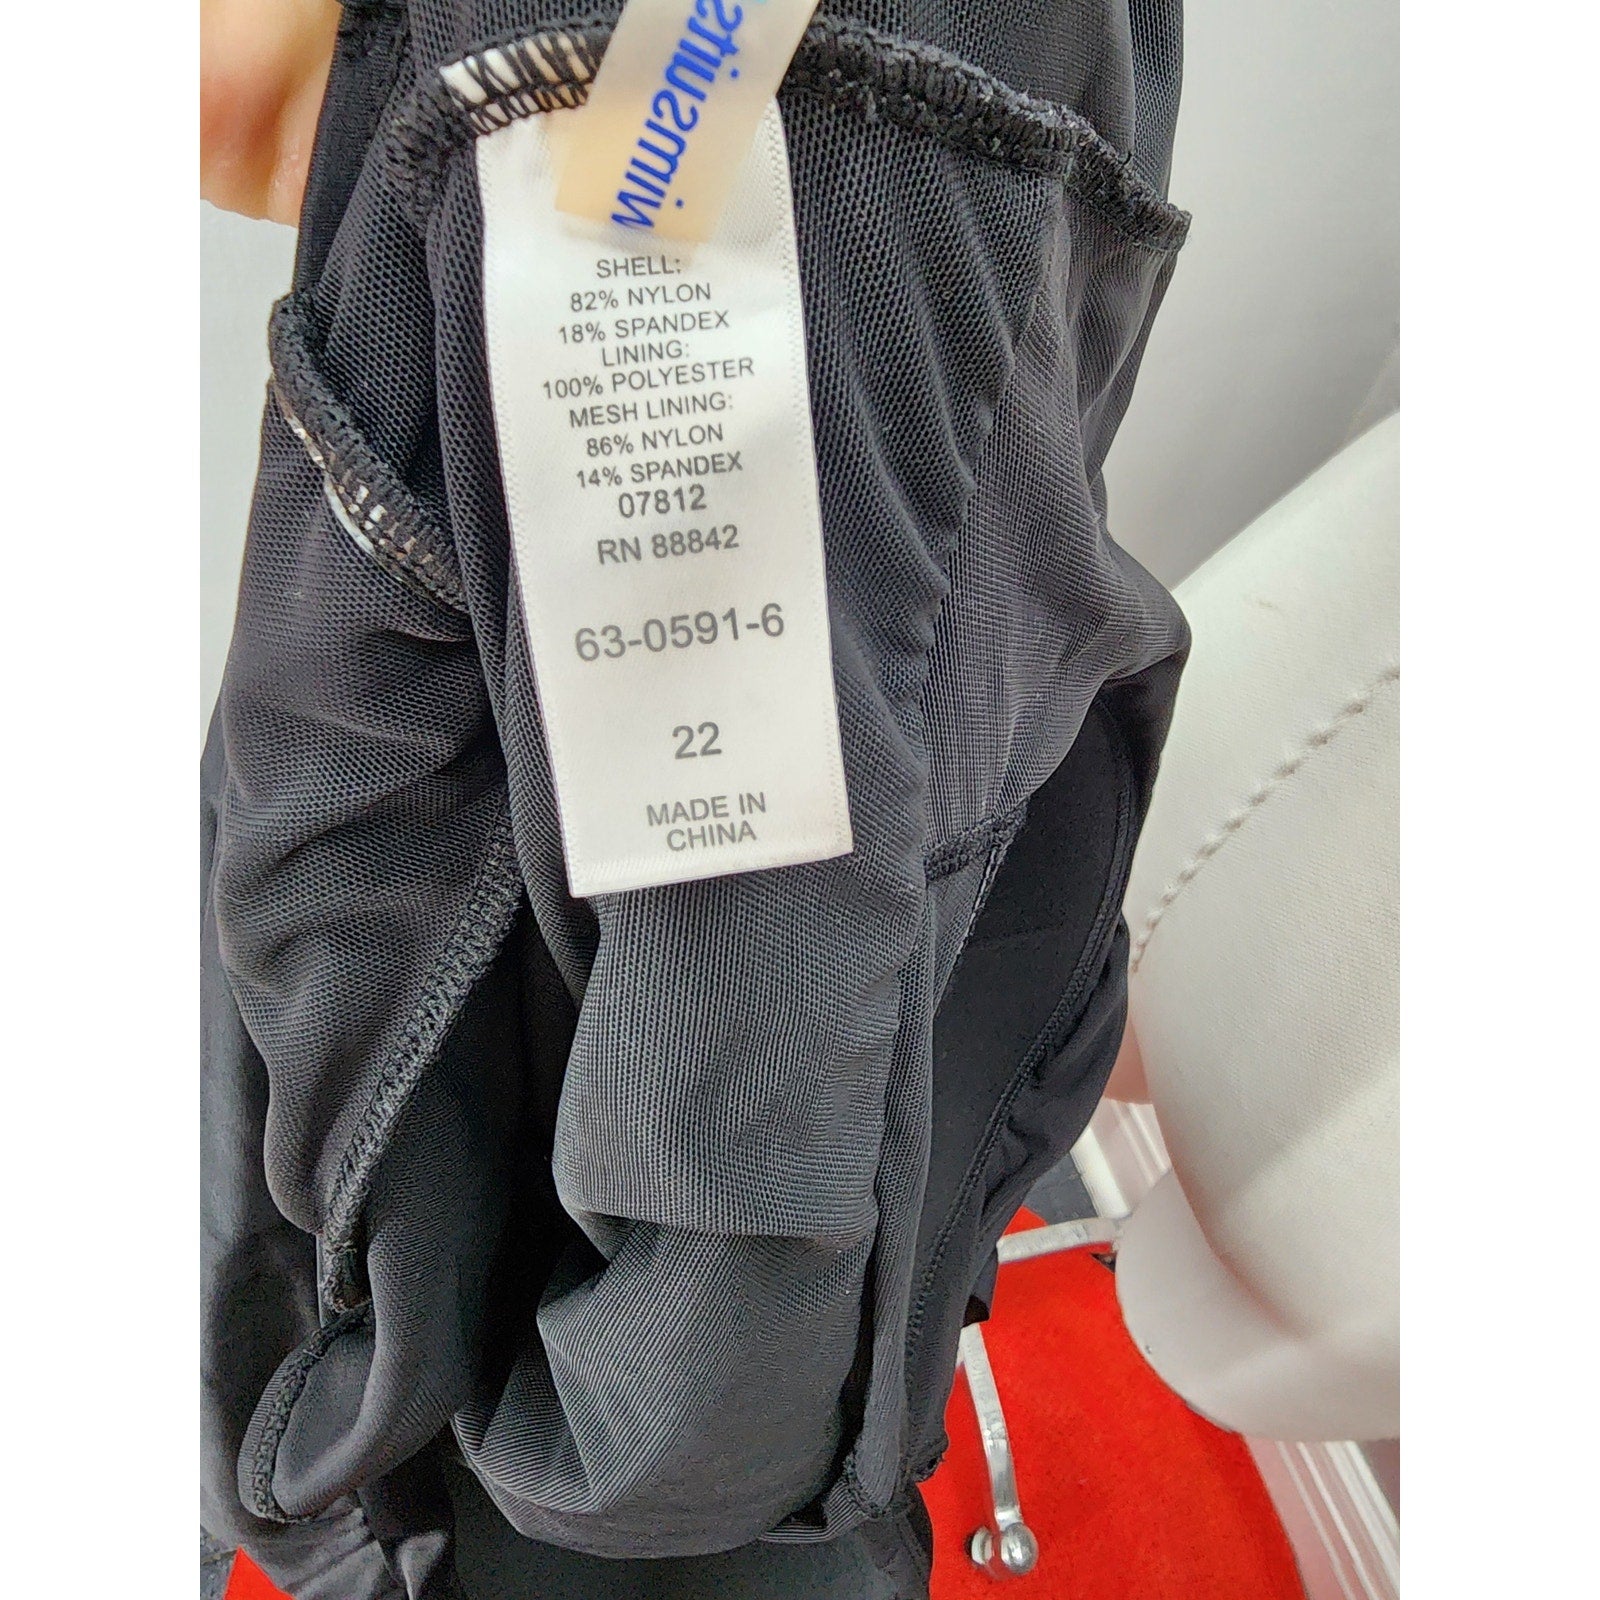 swimsuits
SHELL:
82% NYLON
18% SPANDEX
LINING:
100% POLYESTER
MESH LINING:
86% NYLON
14% SPANDEX
07812
RN 88842
63-0591-6
22
MADE IN
CHINA